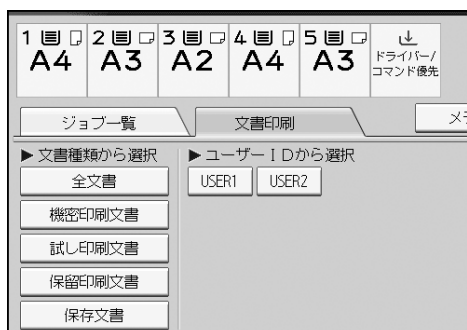 1 2 3 4 5
A4 A3 A2 A4 A3 ドライバー/
コマンド優先
ジョブ一覧 文書印刷 メ
▶文書種類から選択 ▶ユーザーIDから選択
全文書 USER1 USER2
機密印刷文書
試し印刷文書
保留印刷文書
保存文書